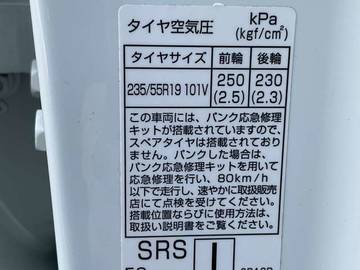 タイヤ空気圧 kPa
(kgf/cm²)
タイヤサイズ 前輪 後輪
235/55R19 101V 250 230
(2.5) (2.3)
この車両には、パンク応急修理
キットが搭載されていますので、
スペアタイヤは搭載されており
ません。パンクした場合は、
パンク応急修理キットを用いて
応急修理を行い、80km/h
以下で走行し、速やかに取扱販売
店にて点検を受けてください。
搭載位置ならびに使用方法は、
取扱説明書をご覧ください。
SRS